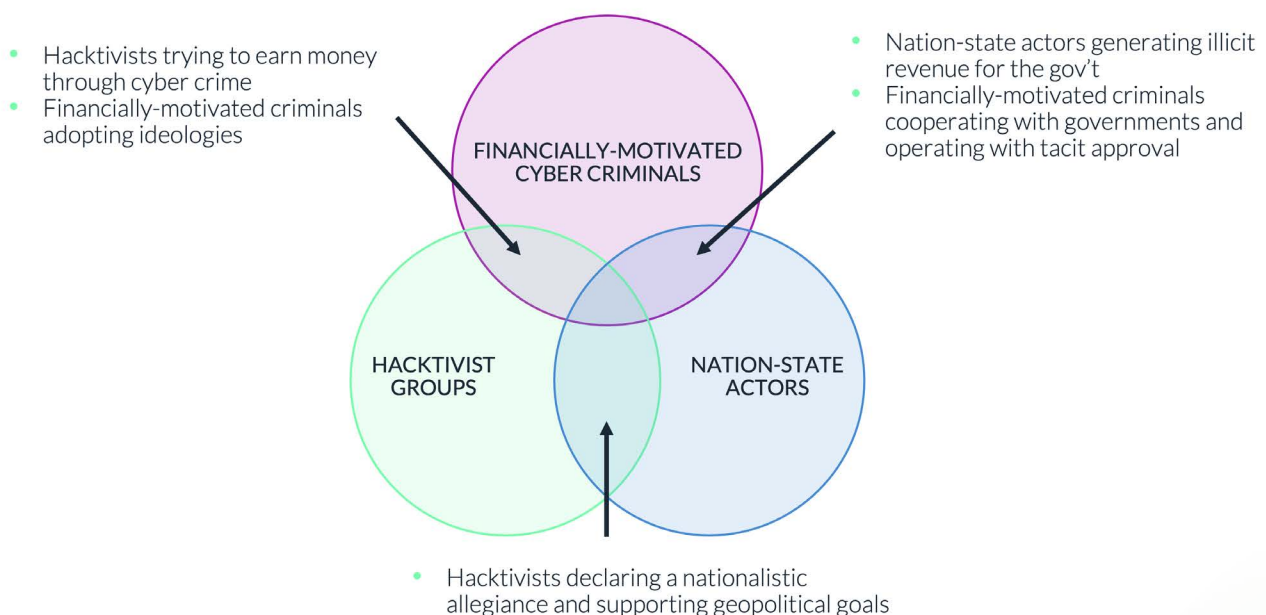 • Hacktivists trying to earn money
through cyber crime
• Financially-motivated criminals
adopting ideologies
• Nation-state actors generating illicit
revenue for the gov’t
• Financially-motivated criminals
cooperating with governments and
operating with tacit approval
FINANCIALLY-MOTIVATED
CYBER CRIMINALS
HACKTIVIST
GROUPS
NATION-STATE
ACTORS
• Hacktivists declaring a nationalistic
allegiance and supporting geopolitical goals